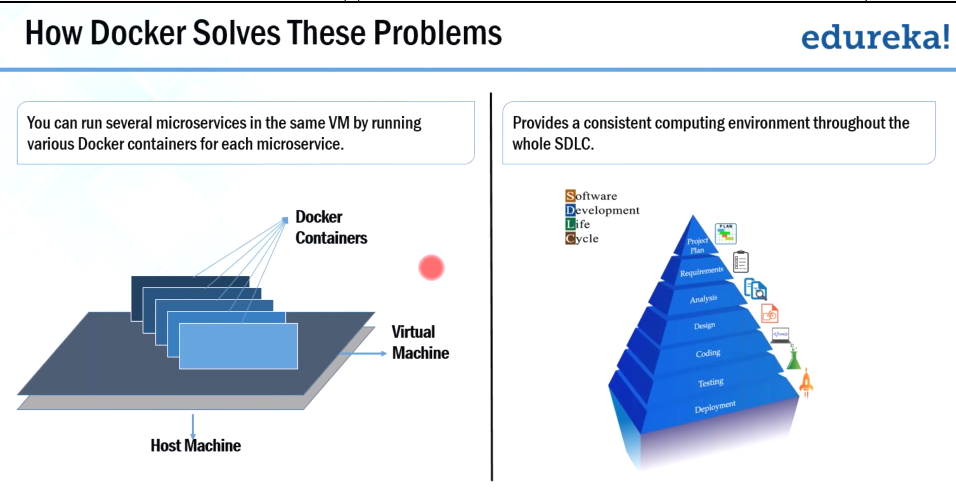 How Docker Solves These Problems
edureka!
You can run several microservices in the same VM by running
various Docker containers for each microservice.
Docker
Containers
Virtual
Machine
Host Machine
Provides a consistent computing environment throughout the
whole SDLC.
Software
Development
Life
Cycle
PLAN
Project
Plan
Requirements
Analysis
Design
Coding
Testing
Deployment